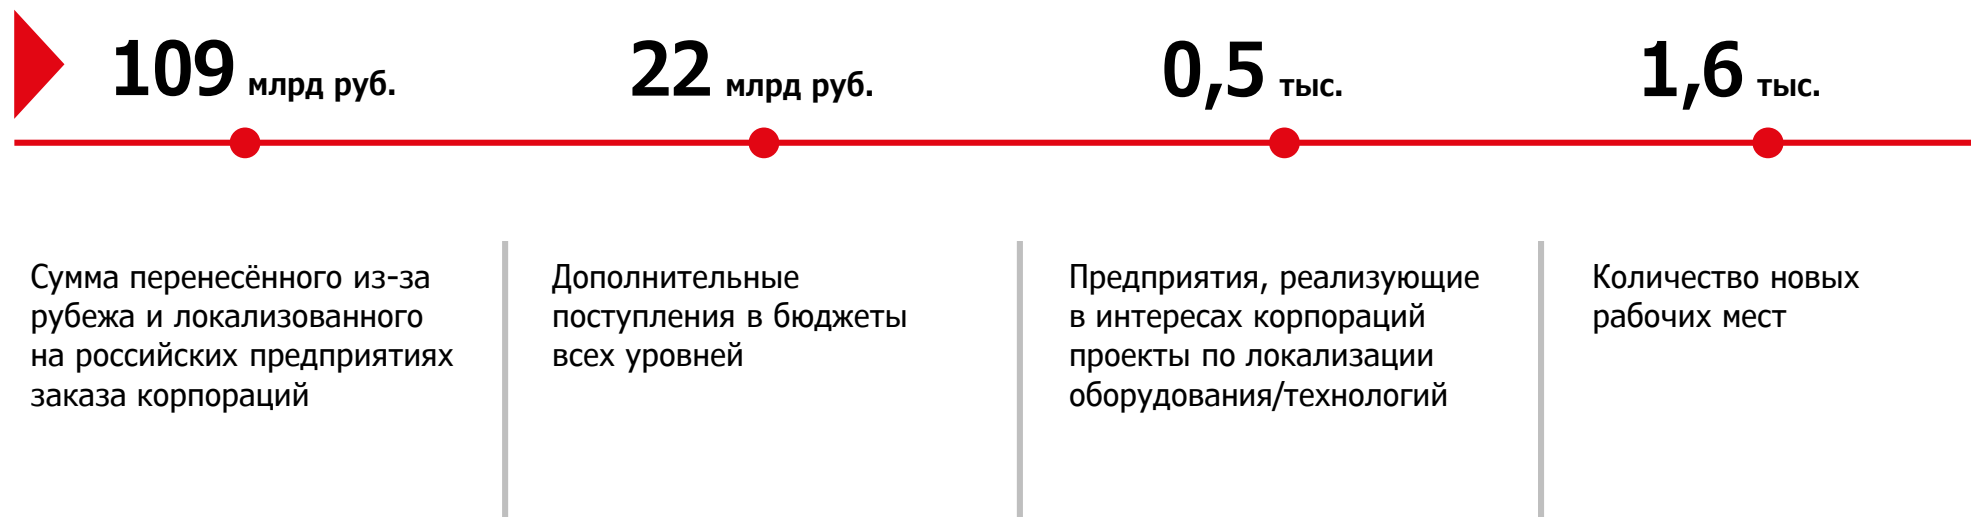 109 млрд руб.
22 млрд руб.
0,5 тыс.
1,6 тыс.
Сумма перенесённого из-за
рубежа и локализованного
на российских предприятиях
заказа корпораций
Дополнительные
поступления в бюджеты
всех уровней
Предприятия, реализующие
в интересах корпораций
проекты по локализации
оборудования/технологий
Количество новых
рабочих мест